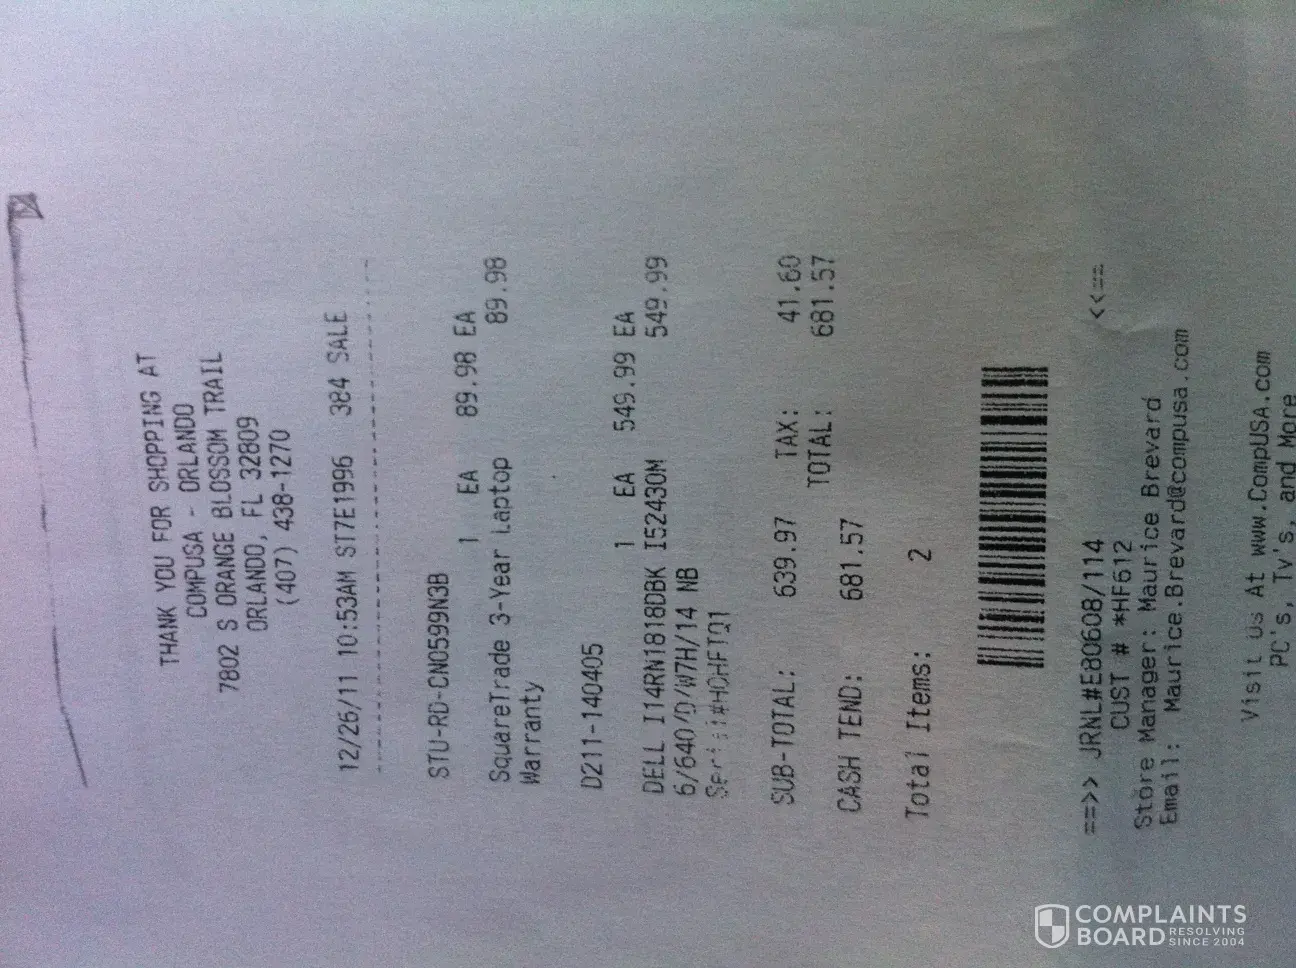 THANK YOU FOR SHOPPING AT
COMPUSA - ORLANDO
7802 S ORANGE BLOSSOM TRAIL
ORLANDO, FL 32809
(407) 438-1270
12/26/11 10:53AM ST7E1996 384 SALE
STU-RD-CN0599N3B
1 EA 89.98 EA
SquareTrade 3-Year Laptop 89.98
Warranty
D211-140405
1 EA 549.99 EA
DELL I14RN1818DBK I52430M 549.99
6/640/D/W7H/14 NB
SUB-TOTAL: 639.97 TAX: 41.60
TOTAL: 681.57
CASH TEND: 681.57
Total Items: 2
==>> JRNL#E80608/114 <<==
CUST # *HF612
Store Manager: Maurice Brevard
Email: Maurice.Brevard@compusa.com
Visit Us At www.CompUSA.com
PC's, Tv's, and More
COMPLAINTS
BOARD RESOLVING
SINCE 2004